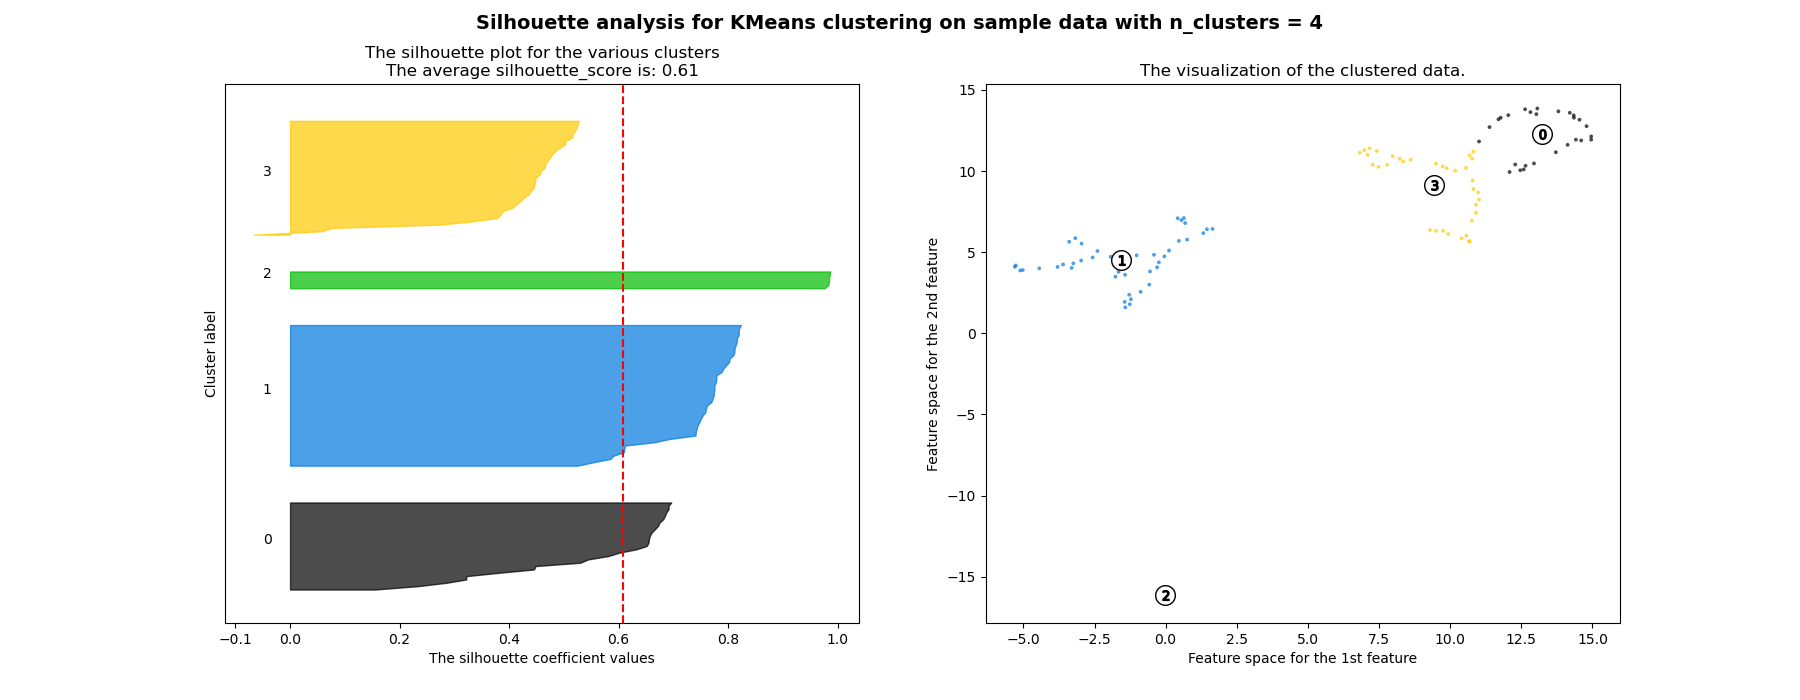 Silhouette analysis for KMeans clustering on sample data with n_clusters = 4
The silhouette plot for the various clusters
The average silhouette_score is: 0.61
3
2
1
0
Cluster label
−0.1 0.0 0.2 0.4 0.6 0.8 1.0
The silhouette coefficient values
The visualization of the clustered data.
15
10
5
0
−5
−10
−15
Feature space for the 2nd feature
0
3
1
2
−5.0 −2.5 0.0 2.5 5.0 7.5 10.0 12.5 15.0
Feature space for the 1st feature